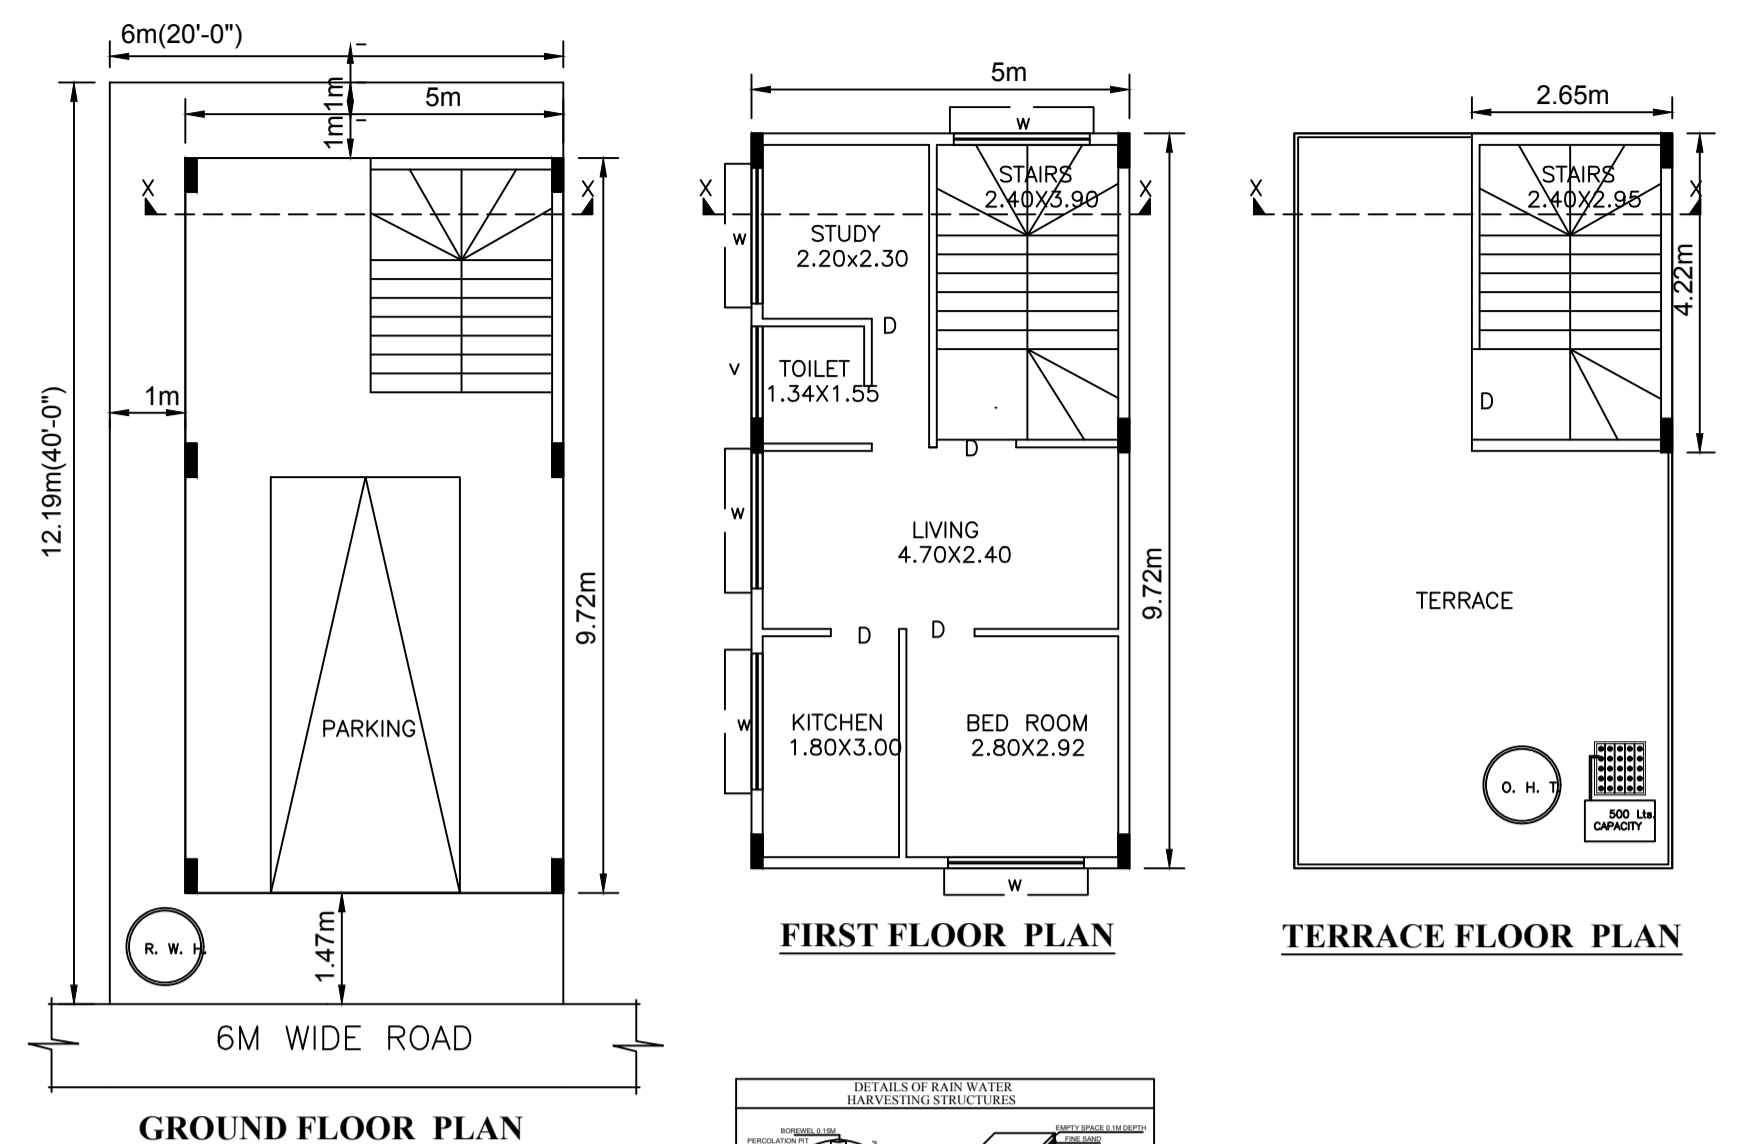 6m(20'-0")
1m
1m
5m
X
X
12.19m(40'-0")
1m
9.72m
PARKING
1.47m
R. W. H.
6M WIDE ROAD
GROUND FLOOR PLAN
5m
W
STAIRS
2.40X3.90
X
X
STUDY
2.20x2.30
W
D
V
TOILET
1.34X1.55
D
W
LIVING
4.70X2.40
9.72m
D
D
W
KITCHEN
1.80X3.00
BED ROOM
2.80X2.92
W
FIRST FLOOR PLAN
2.65m
STAIRS
2.40X2.95
X
X
4.22m
D
TERRACE
O. H. T.
500 Lts.
CAPACITY
TERRACE FLOOR PLAN
DETAILS OF RAIN WATER
HARVESTING STRUCTURES
BOREWEL 0.15M
PERCOLATION PIT
EMPTY SPACE 0.1M DEPTH
FINE SAND